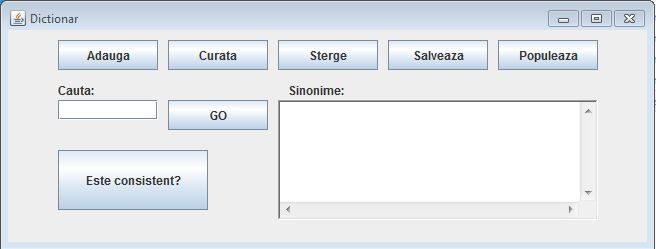 Dictionar
Adauga Curata Sterge Salveaza Populeaza
Cauta: Sinonime:
GO
Este consistent?